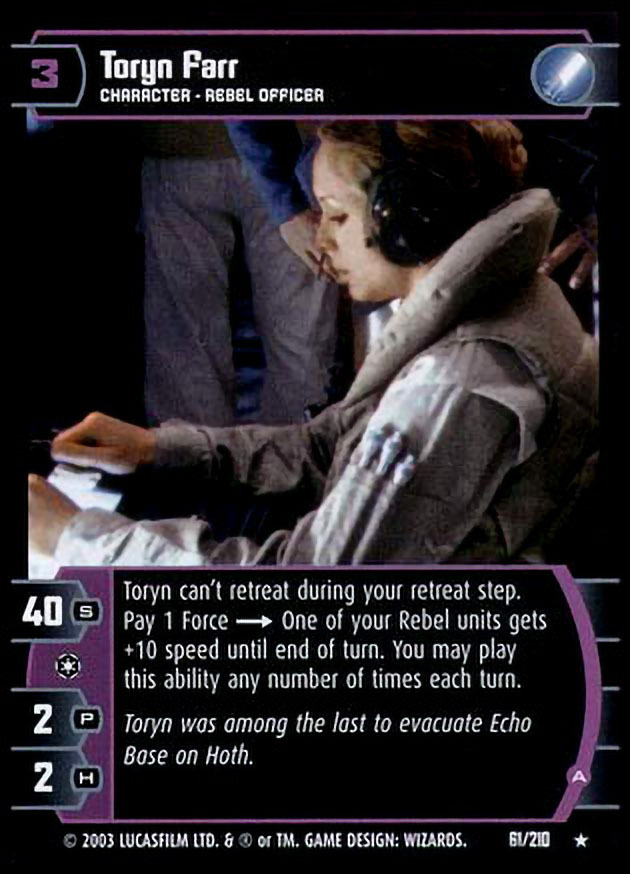 3
Toryn Farr
CHARACTER - REBEL OFFICER
40 S
Toryn can't retreat during your retreat step.
Pay 1 Force → One of your Rebel units gets
+10 speed until end of turn. You may play
this ability any number of times each turn.
2 P
Toryn was among the last to evacuate Echo
Base on Hoth.
2 H
A
© 2003 LUCASFILM LTD. & ® or TM. GAME DESIGN: WIZARDS. 61/210 ★